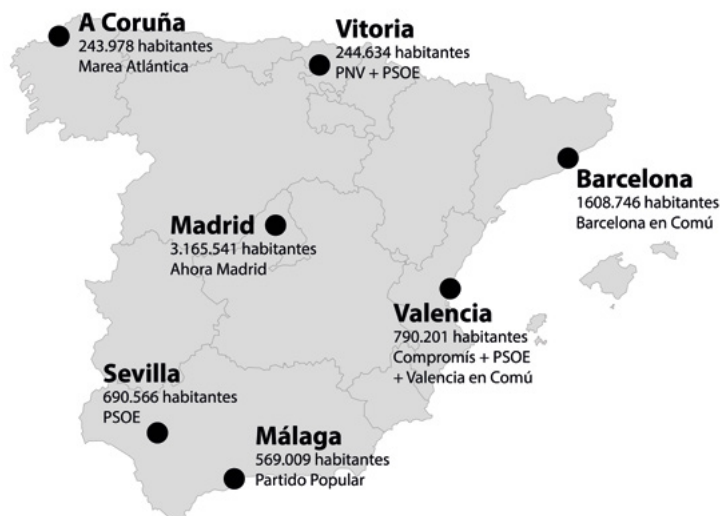 A Coruña
243.978 habitantes
Marea Atlántica
Vitoria
244.634 habitantes
PNV + PSOE
Barcelona
1608.746 habitantes
Barcelona en Comú
Madrid
3.165.541 habitantes
Ahora Madrid
Valencia
790.201 habitantes
Compromís + PSOE
+ Valencia en Comú
Sevilla
690.566 habitantes
PSOE
Málaga
569.009 habitantes
Partido Popular